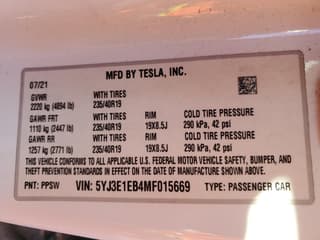 MFD BY TESLA, INC.
07/21
GVWR WITH TIRES
2220 kg (4894 lb) 235/40R19
GAWR FRT WITH TIRES RIM COLD TIRE PRESSURE
1110 kg (2447 lb) 235/40R19 19X8.5J 290 kPa, 42 psi
GAWR RR WITH TIRES RIM COLD TIRE PRESSURE
1257 kg (2771 lb) 235/40R19 19X8.5J 290 kPa, 42 psi
THIS VEHICLE CONFORMS TO ALL APPLICABLE U.S. FEDERAL MOTOR VEHICLE SAFETY, BUMPER, AND
THEFT PREVENTION STANDARDS IN EFFECT ON THE DATE OF MANUFACTURE SHOWN ABOVE.
PNT: PPSW VIN: 5YJ3E1EB4MF015669 TYPE: PASSENGER CAR